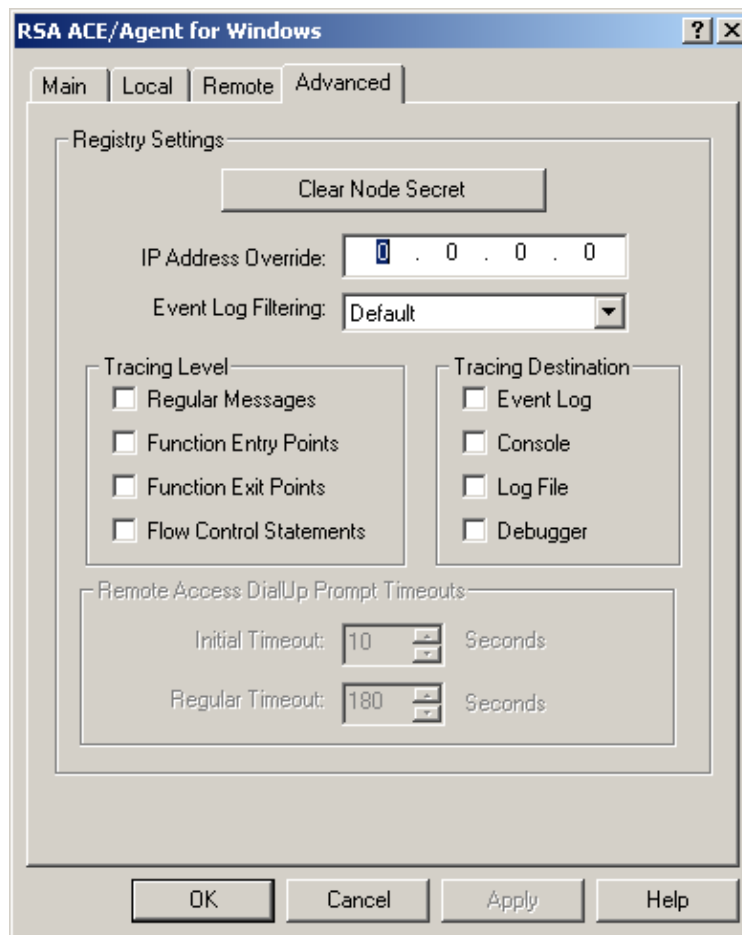 RSA ACE/Agent for Windows
Main Local Remote Advanced
Registry Settings
Clear Node Secret
IP Address Override: 0 . 0 . 0 . 0
Event Log Filtering: Default
Tracing Level
Regular Messages
Function Entry Points
Function Exit Points
Flow Control Statements
Tracing Destination
Event Log
Console
Log File
Debugger
Remote Access DialUp Prompt Timeouts
Initial Timeout: 10 Seconds
Regular Timeout: 180 Seconds
OK Cancel Apply Help